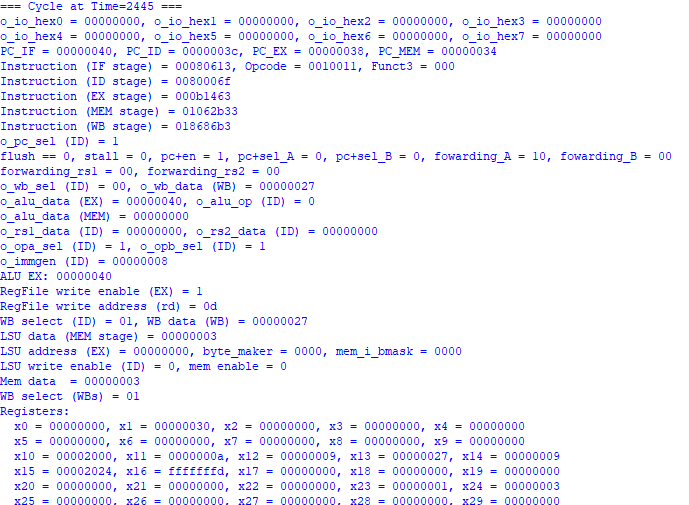 === Cycle at Time=2445 ===
o_io_hex0 = 00000000, o_io_hex1 = 00000000, o_io_hex2 = 00000000, o_io_hex3 = 00000000
o_io_hex4 = 00000000, o_io_hex5 = 00000000, o_io_hex6 = 00000000, o_io_hex7 = 00000000
PC_IF = 00000040, PC_ID = 0000003c, PC_EX = 00000038, PC_MEM = 00000034
Instruction (IF stage) = 00080613, Opcode = 0010011, Funct3 = 000
Instruction (ID stage) = 0080006f
Instruction (EX stage) = 000b1463
Instruction (MEM stage) = 01062b33
Instruction (WB stage) = 018686b3
o_pc_sel (ID) = 1
flush == 0, stall = 0, pc+en = 1, pc+sel_A = 0, pc+sel_B = 0, fowarding_A = 10, fowarding_B = 00
forwarding_rs1 = 00, forwarding_rs2 = 00
o_wb_sel (ID) = 00, o_wb_data (WB) = 00000027
o_alu_data (EX) = 00000040, o_alu_op (ID) = 0
o_alu_data (MEM) = 00000000
o_rs1_data (ID) = 00000000, o_rs2_data (ID) = 00000000
o_opa_sel (ID) = 1, o_opb_sel (ID) = 1
o_immgen (ID) = 00000008
ALU EX: 00000040
RegFile write enable (EX) = 1
RegFile write address (rd) = 0d
WB select (ID) = 01, WB data (WB) = 00000027
LSU data (MEM stage) = 00000003
LSU address (EX) = 00000000, byte_maker = 0000, mem_i_bmask = 0000
LSU write enable (ID) = 0, mem enable = 0
Mem data  = 00000003
WB select (WBs) = 01
Registers:
  x0 = 00000000, x1 = 00000030, x2 = 00000000, x3 = 00000000, x4 = 00000000
  x5 = 00000000, x6 = 00000000, x7 = 00000000, x8 = 00000000, x9 = 00000000
  x10 = 00002000, x11 = 0000000a, x12 = 00000009, x13 = 00000027, x14 = 00000009
  x15 = 00002024, x16 = fffffffd, x17 = 00000000, x18 = 00000000, x19 = 00000000
  x20 = 00000000, x21 = 00000000, x22 = 00000000, x23 = 00000001, x24 = 00000003
  x25 = 00000000, x26 = 00000000, x27 = 00000000, x28 = 00000000, x29 = 00000000